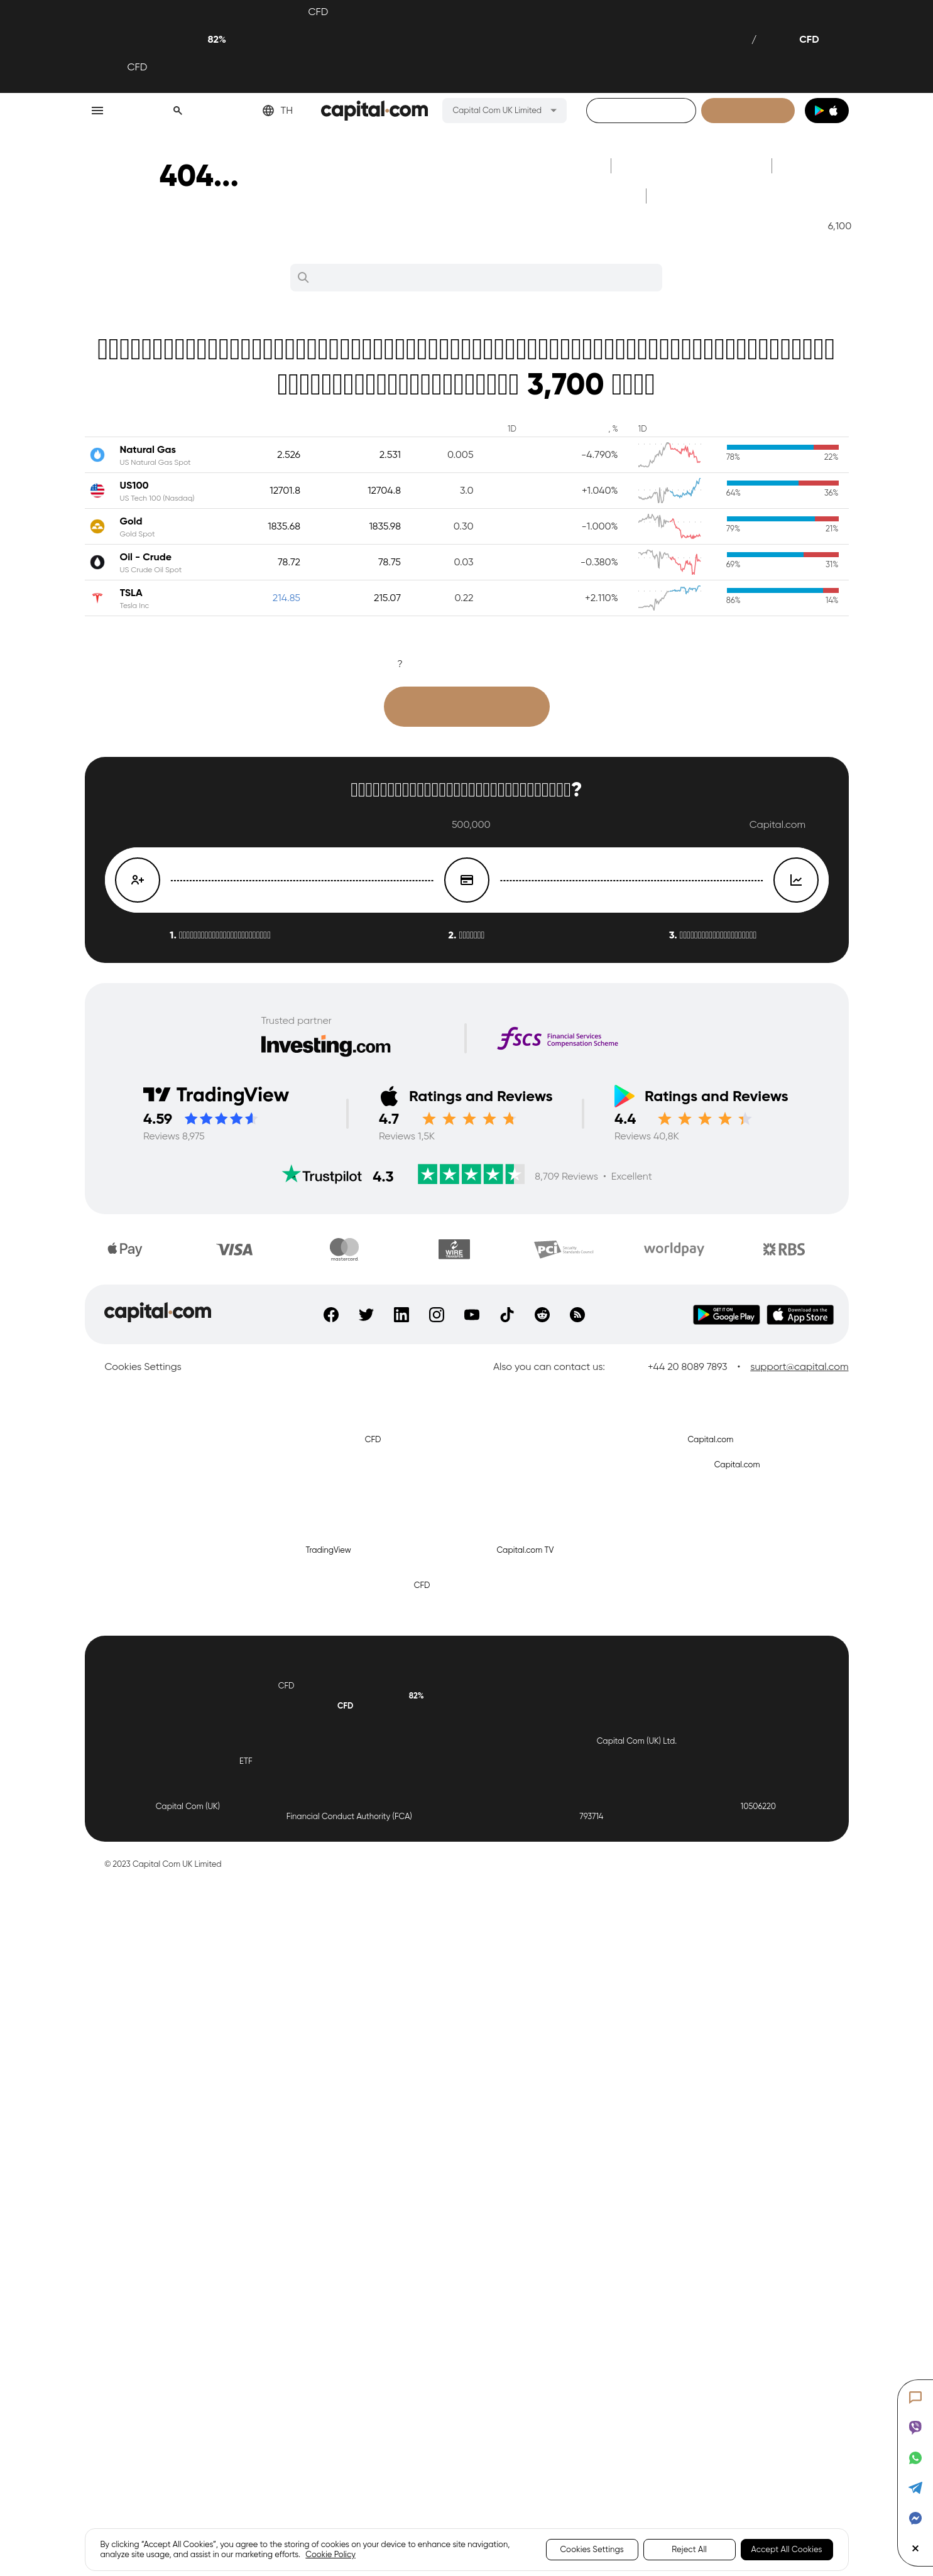 CFD
82% / CFD
CFD
TH
capital.com
Capital Com UK Limited
404...
6,100
3,700
1D , % 1D
Natural Gas 2.526 2.531 0.005 -4.790% 78% 22%
US Natural Gas Spot
US100 12701.8 12704.8 3.0 +1.040% 64% 36%
US Tech 100 (Nasdaq)
Gold 1835.68 1835.98 0.30 -1.000% 79% 21%
Gold Spot
Oil - Crude 78.72 78.75 0.03 -0.380% 69% 31%
US Crude Oil Spot
TSLA 214.85 215.07 0.22 +2.110% 86% 14%
Tesla Inc
?
?
500,000 Capital.com
1. 2. 3.
Trusted partner
Investing.com
fscs Financial Services
Compensation Scheme
TradingView
4.59
Reviews 8,975
Ratings and Reviews
4.7
Reviews 1,5K
Ratings and Reviews
4.4
Reviews 40,8K
Trustpilot 4.3 8,709 Reviews • Excellent
Pay VISA mastercard WIRE TRANSFER PCI Security Standards Council worldpay RBS
capital.com
GET IT ON
Google Play
Download on the
App Store
Cookies Settings
Also you can contact us: +44 20 8089 7893 • support@capital.com
CFD Capital.com
Capital.com
TradingView Capital.com TV
CFD
CFD
82%
CFD
Capital Com (UK) Ltd.
ETF
Capital Com (UK) 10506220
Financial Conduct Authority (FCA) 793714
© 2023 Capital Com UK Limited
By clicking “Accept All Cookies”, you agree to the storing of cookies on your device to enhance site navigation,
analyze site usage, and assist in our marketing efforts. Cookie Policy
Cookies Settings
Reject All
Accept All Cookies